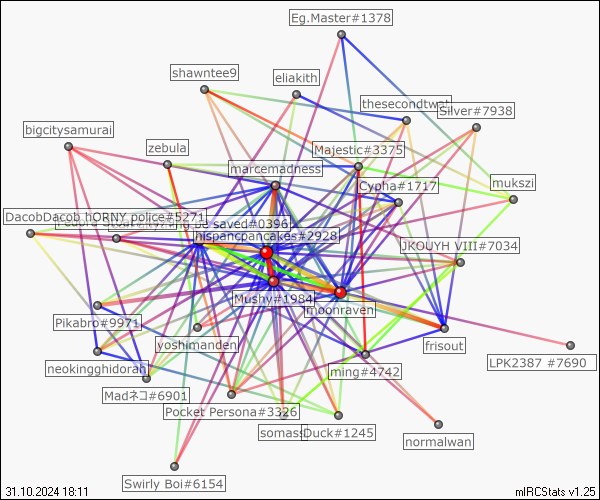 Eg.Master#1378
shawntee9
eliakith
thesecondtwat
Silver#7938
bigcitysamurai
zebula
Majestic#3375
marcemadness
Cypha#1717
mukszi
DacobDacob hORNY police#5271
be saved#0396
hispancpancakes#2928
JKOUYH VIII#7034
Mushy#1984
moonraven
Pikabro#9971
yoshimanden
frisout
LPK2387 #7690
neokingghidorah
ming#4742
Madネコ#6901
Pocket Persona#3326
somass
Duck#1245
normalwan
Swirly Boi#6154
31.10.2024 18:11
mIRCStats v1.25